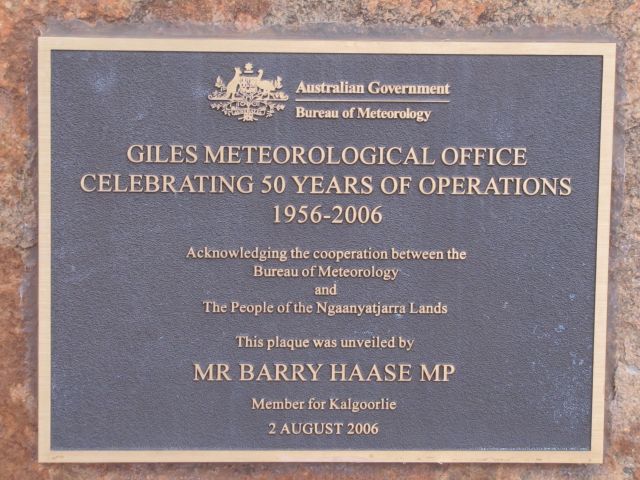 Australian Government
Bureau of Meteorology
GILES METEOROLOGICAL OFFICE
CELEBRATING 50 YEARS OF OPERATIONS
1956-2006
Acknowledging the cooperation between the
Bureau of Meteorology
and
The People of the Ngaanyatjarra Lands
This plaque was unveiled by
MR BARRY HAASE MP
Member for Kalgoorlie
2 AUGUST 2006